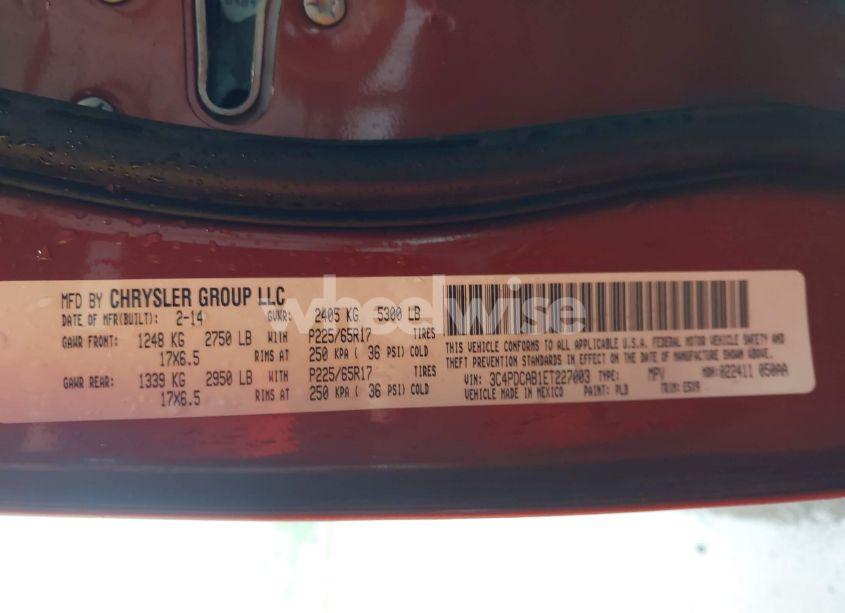 MFD BY CHRYSLER GROUP LLC
DATE OF MFR(BUILT): 2-14 GVWR: 2405 KG 5300 LB
GAWR FRONT: 1248 KG 2750 LB WITH P225/65R17 TIRES
17X6.5 RIMS AT 250 KPA ( 36 PSI) COLD
GAWR REAR: 1339 KG 2950 LB WITH P225/65R17 TIRES
17X6.5 RIMS AT 250 KPA ( 36 PSI) COLD
THIS VEHICLE CONFORMS TO ALL APPLICABLE U.S.A. FEDERAL MOTOR VEHICLE SAFETY AND
THEFT PREVENTION STANDARDS IN EFFECT ON THE DATE OF MANUFACTURE SHOWN ABOVE.
VIN: 3C4PDCAB1ET227003 TYPE: MPV MDH:022411 050AA
VEHICLE MADE IN MEXICO PAINT: TRIM:
wheelwise